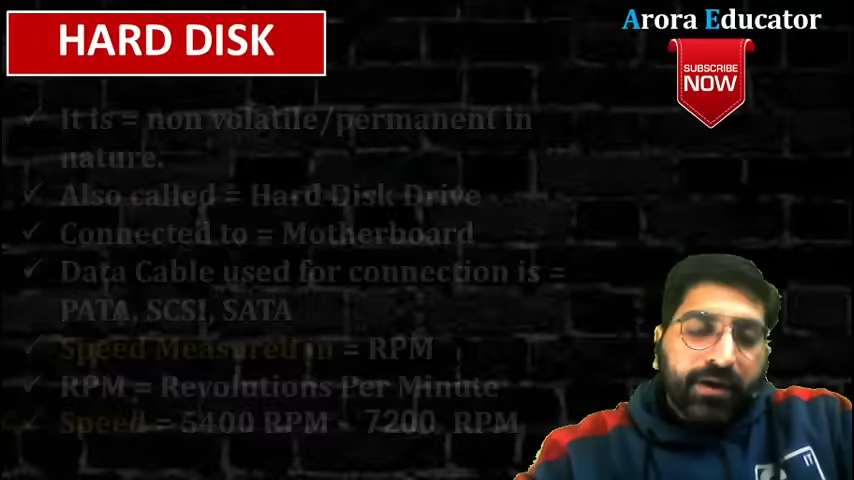 HARD DISK
Arora Educator
SUBSCRIBE
NOW
✓ It is = non volatile/permanent in
nature.
✓ Also called = Hard Disk Drive
✓ Connected to = Motherboard
✓ Data Cable used for connection is =
PATA, SCSI, SATA
✓ Speed Measured in = RPM
✓ RPM = Revolutions Per Minute
✓ Speed = 5400 RPM - 7200 RPM